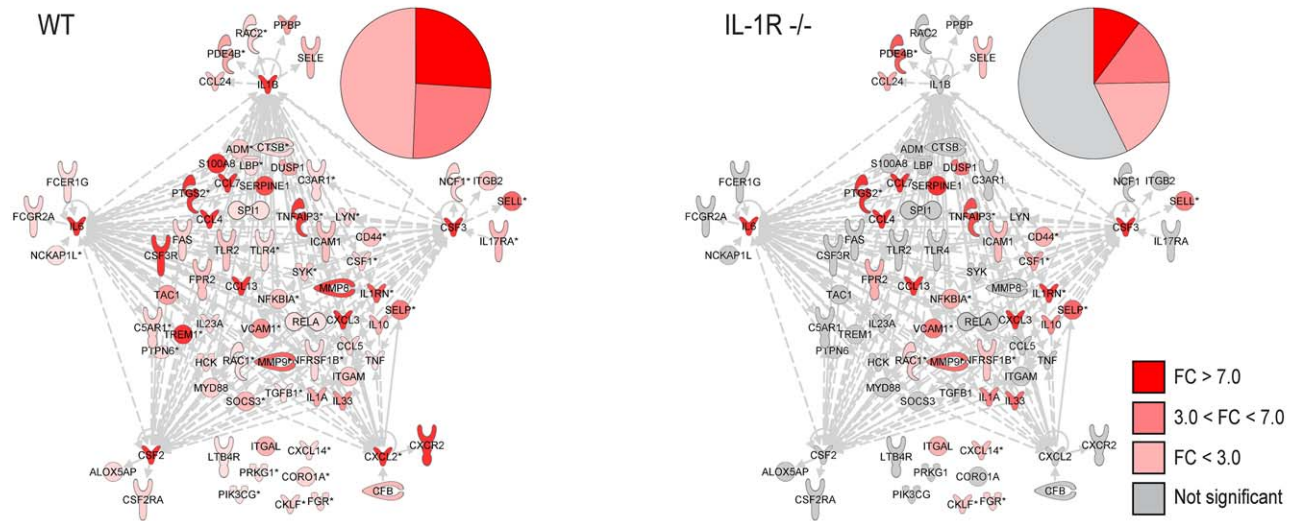 WT
PPBP
RAC2*
PDE4B*
SELE
CCL24
IL1B
ADM*
CTSB*
S100A8
LBP*
DUSP1
CCL7
SERPINE1
C3AR1*
FCER1G
PTGS2*
NCF1*
ITGB2
FCGR2A
SPI1
SELL*
IL6
CCL4
TNFAIP3*
LYN*
CSF3
FAS
ICAM1
CD44*
IL17RA*
NCKAP1L*
CSF3R
TLR2
TLR4*
CSF1*
FPR2
SYK*
TAC1
CCL13
MMP8
IL1RN*
NFKBIA*
SELP*
C5AR1*
IL23A
RELA
CXCL3
TREM1*
VCAM1*
IL10
PTPN6*
CCL5
HCK
RAC1*
MMP9*
NFRSF1B*
TNF
ITGAM
MYD88
SOCS3*
TGFB1*
IL1A
IL33
CSF2
CXCL2*
CXCR2
LTB4R
ITGAL
CXCL14*
ALOX5AP
PRKG1*
CORO1A*
CSF2RA
PIK3CG
CKLF*
FGR*
CFB
IL-1R -/-
RAC2
PPBP
PDE4B*
SELE
CCL24
IL1B
ADM
CTSB
S100A8
LBP
DUSP1
CCL7
SERPINE1
C3AR1
FCER1G
PTGS2*
NCF1
ITGB2
FCGR2A
SPI1
SELL*
IL6
CCL4
TNFAIP3*
LYN
CSF3
FAS
ICAM1
CD44*
IL17RA
NCKAP1L
CSF3R
TLR2
TLR4
CSF1*
FPR2
SYK
TAC1
CCL13
MMP8
IL1RN*
NFKBIA*
SELP*
C5AR1
IL23A
RELA
CXCL3
TREM1
VCAM1*
IL10
PTPN6
CCL5
HCK
RAC1*
MMP9*
NFRSF1B*
TNF
ITGAM
MYD88
SOCS3
TGFB1
IL1A
IL33
CSF2
CXCL2
CXCR2
LTB4R
ITGAL
CXCL14*
ALOX5AP
PRKG1
CORO1A
CSF2RA
PIK3CG
CKLF*
FGR*
CFB
FC > 7.0
3.0 < FC < 7.0
FC < 3.0
Not significant